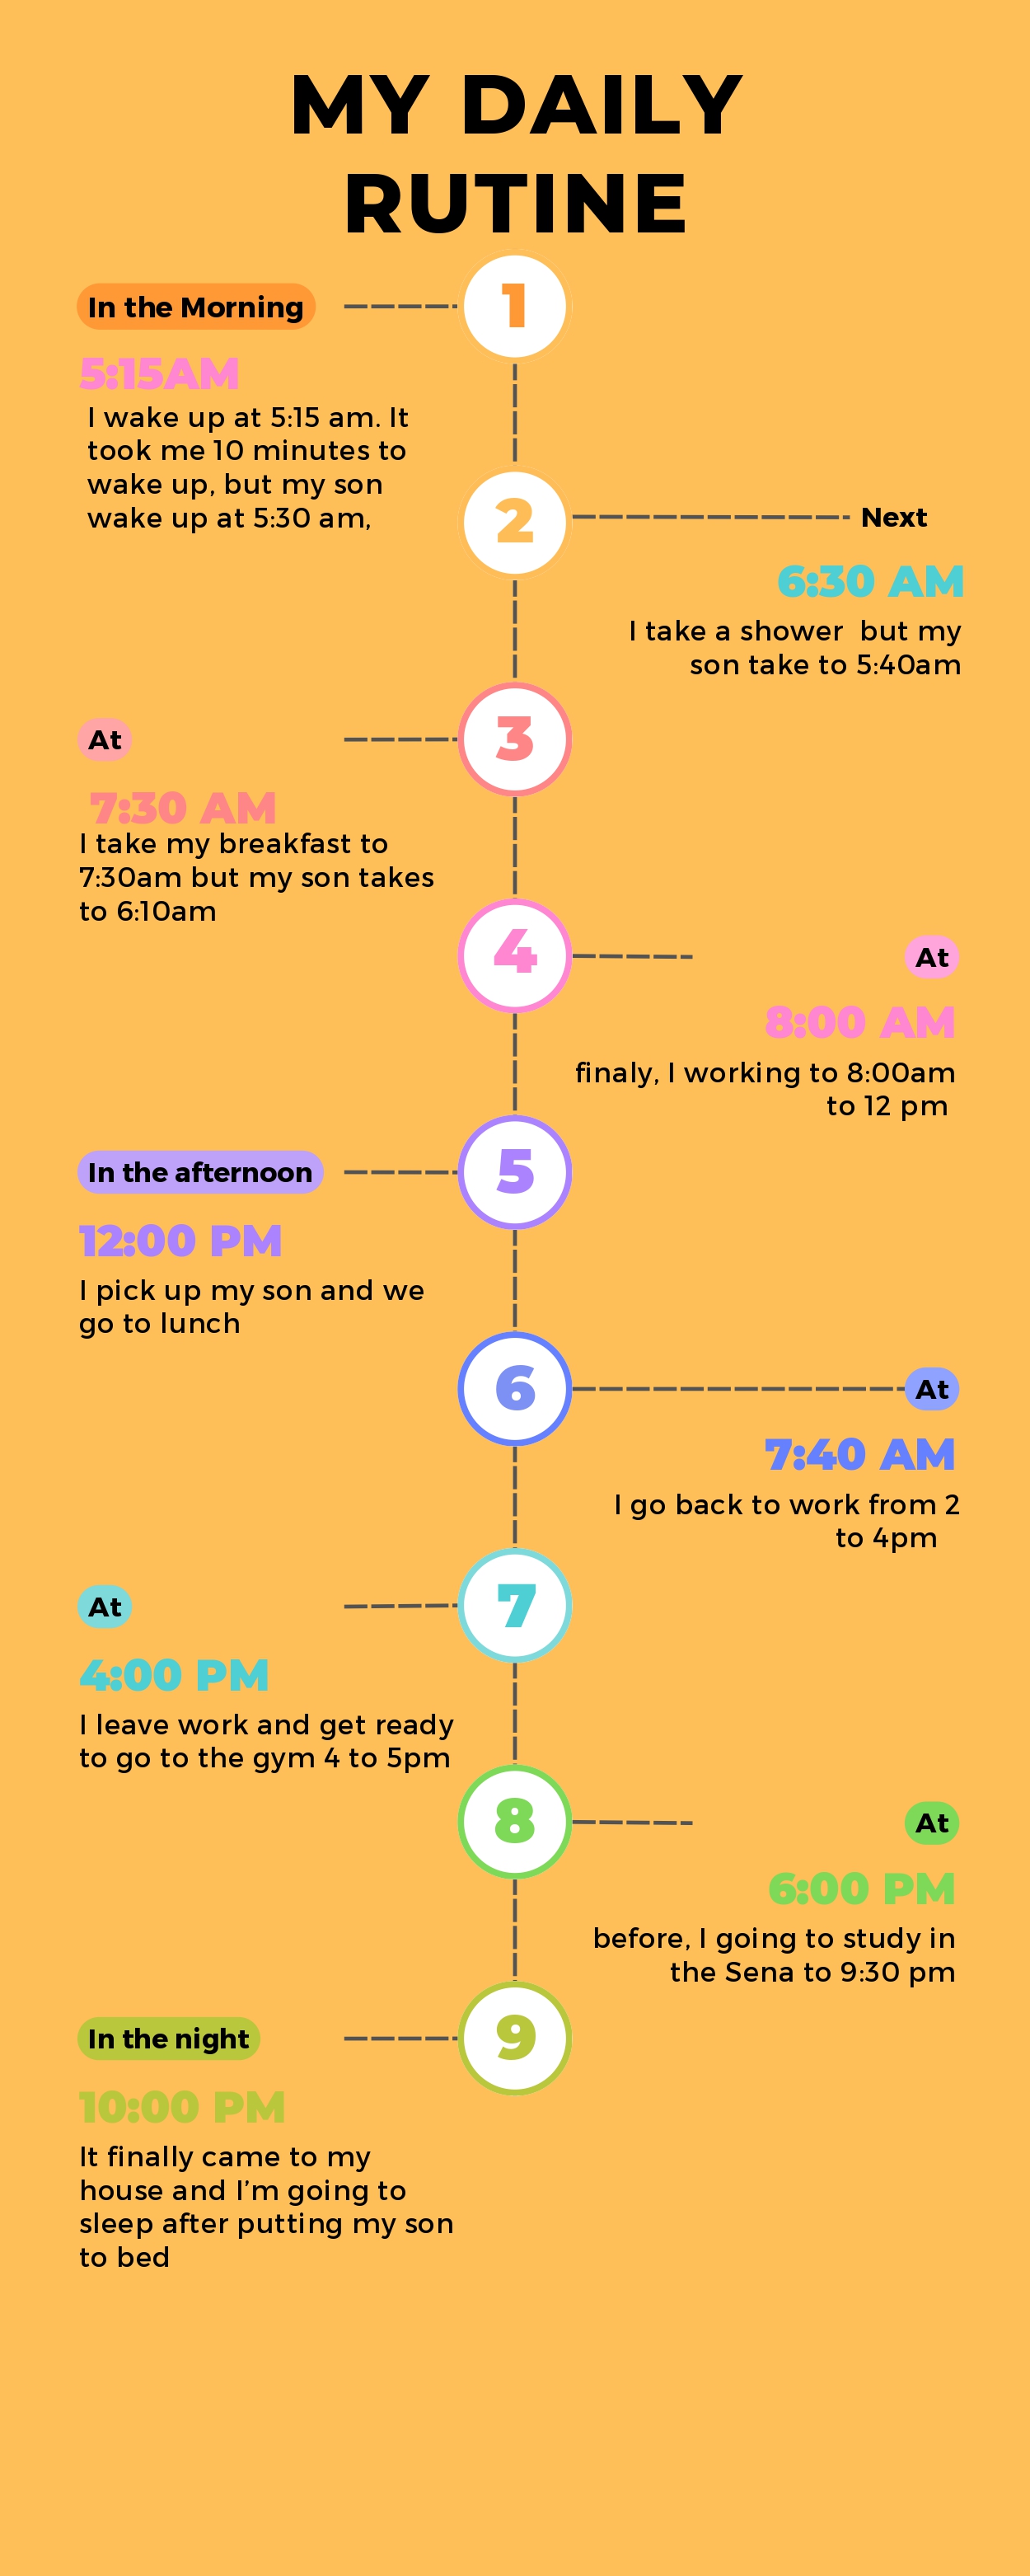 MY DAILY
RUTINE
1
In the Morning
5:15AM
I wake up at 5:15 am. It
took me 10 minutes to
wake up, but my son
wake up at 5:30 am,
2
Next
6:30 AM
I take a shower  but my
son take to 5:40am
3
At
7:30 AM
I take my breakfast to
7:30am but my son takes
to 6:10am
4
At
8:00 AM
finaly, I working to 8:00am
to 12 pm
5
In the afternoon
12:00 PM
I pick up my son and we
go to lunch
6
At
7:40 AM
I go back to work from 2
to 4pm
7
At
4:00 PM
I leave work and get ready
to go to the gym 4 to 5pm
8
At
6:00 PM
before, I going to study in
the Sena to 9:30 pm
9
In the night
10:00 PM
It finally came to my
house and I’m going to
sleep after putting my son
to bed